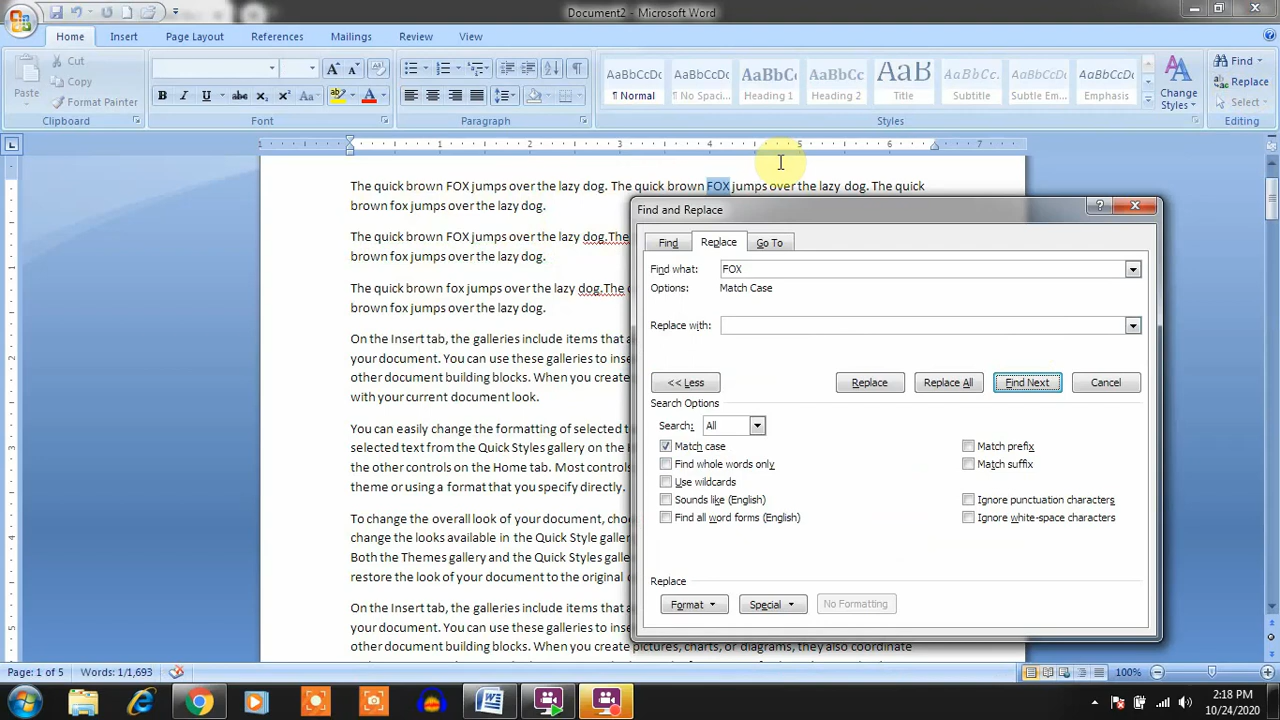 Document2 - Microsoft Word
Home Insert Page Layout References Mailings Review View
Paste
Cut
Copy
Format Painter
Clipboard
Font
Paragraph
AaBbCcDc AaBbCcDc AaBbCc AaBbCc AaB AaBbCcDc AaBbCcDc AaBbCcDc
¶ Normal ¶ No Spaci... Heading 1 Heading 2 Title Subtitle Subtle Em... Emphasis
Change
Styles
Styles
Find
Replace
Select
Editing
The quick brown FOX jumps over the lazy dog. The quick brown FOX jumps over the lazy dog. The quick
brown fox jumps over the lazy dog.
The quick brown FOX jumps over the lazy dog.The
brown fox jumps over the lazy dog.
The quick brown fox jumps over the lazy dog.The
brown fox jumps over the lazy dog.
On the Insert tab, the galleries include items that a
your document. You can use these galleries to inse
other document building blocks. When you create
with your current document look.
You can easily change the formatting of selected t
selected text from the Quick Styles gallery on the
the other controls on the Home tab. Most controls
theme or using a format that you specify directly.
To change the overall look of your document, choo
change the looks available in the Quick Style galler
Both the Themes gallery and the Quick Styles galle
restore the look of your document to the original
On the Insert tab, the galleries include items that a
your document. You can use these galleries to inse
other document building blocks. When you create pictures, charts, or diagrams, they also coordinate
Find and Replace
Find Replace Go To
Find what: FOX
Options: Match Case
Replace with:
<< Less Replace Replace All Find Next Cancel
Search Options
Search: All
Match case
Find whole words only
Use wildcards
Sounds like (English)
Find all word forms (English)
Match prefix
Match suffix
Ignore punctuation characters
Ignore white-space characters
Replace
Format Special No Formatting
Page: 1 of 5 Words: 1/1,693 100%
2:18 PM
10/24/2020